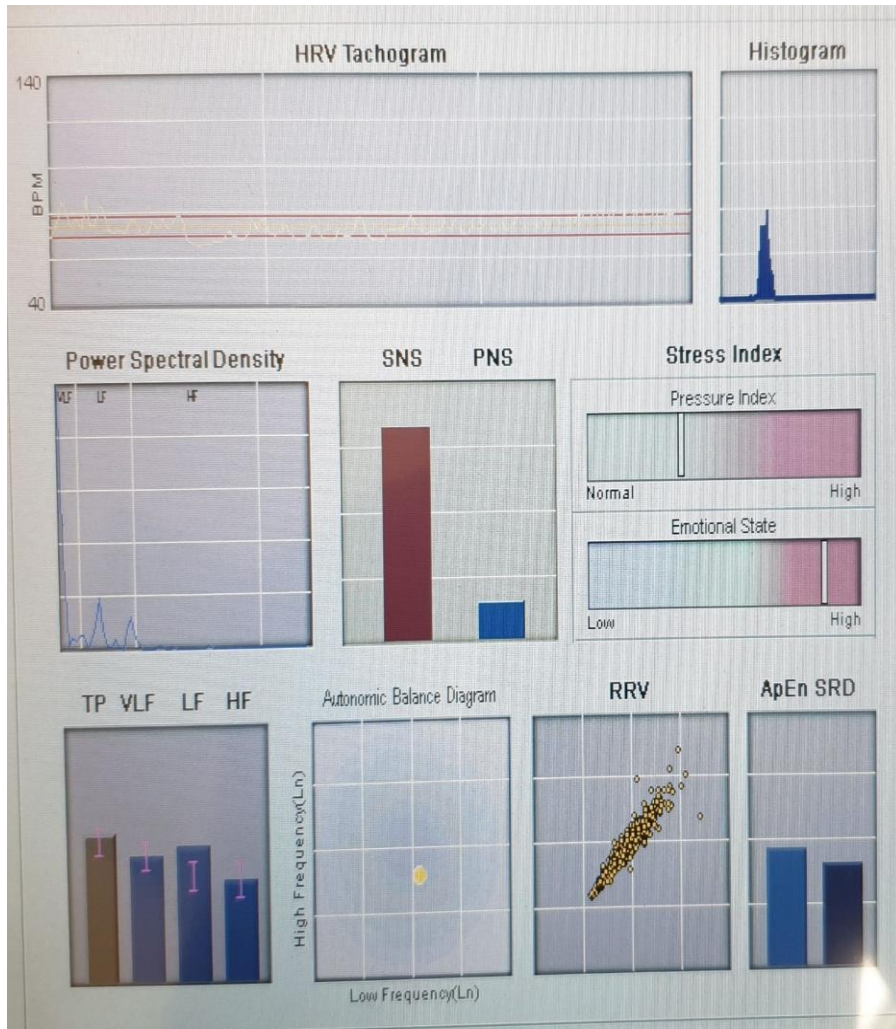 HRV Tachogram
Histogram
140
BPM
40
Power Spectral Density
SNS
PNS
Stress Index
VLF
LF
HF
Pressure Index
Normal
High
Emotional State
Low
High
TP
VLF
LF
HF
Autonomic Balance Diagram
High Frequency(Ln)
Low Frequency(Ln)
RRV
ApEn SRD